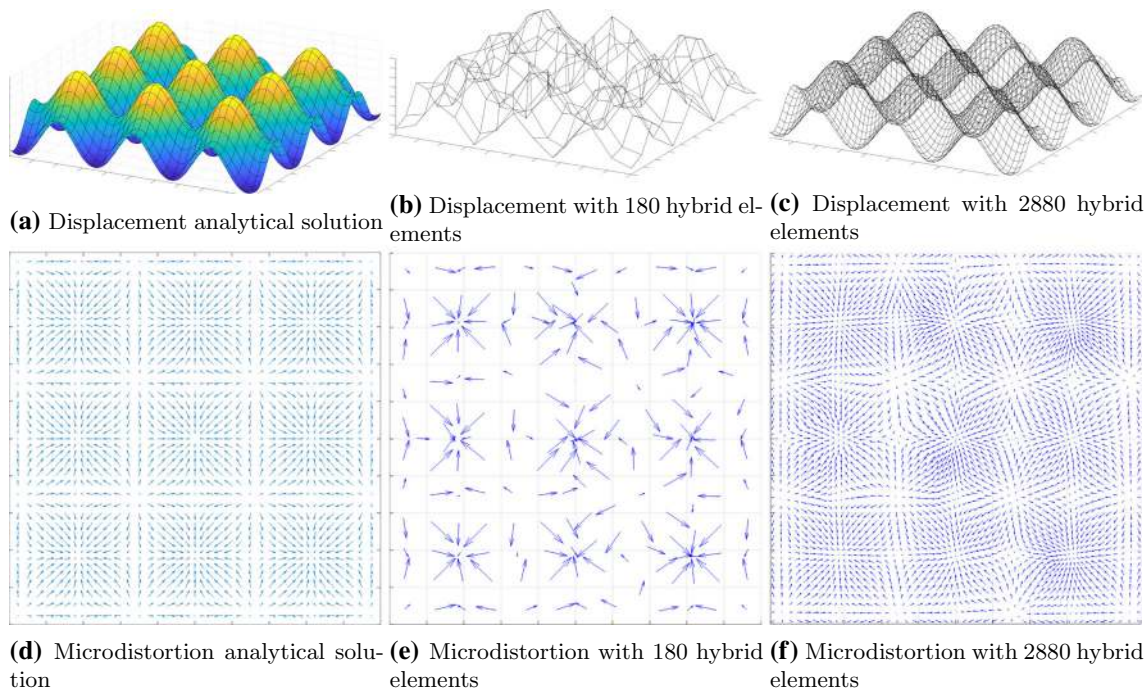 (a) Displacement analytical solution
(b) Displacement with 180 hybrid el-
ements
(c) Displacement with 2880 hybrid
elements
(d) Microdistortion analytical solu-
tion
(e) Microdistortion with 180 hybrid
elements
(f) Microdistortion with 2880 hybrid
elements